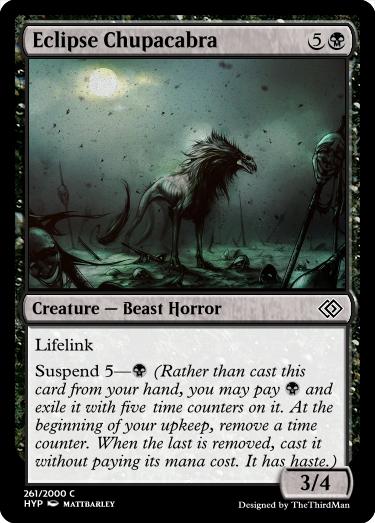 Eclipse Chupacabra 5
Creature — Beast Horror
Lifelink
Suspend 5— (Rather than cast this
card from your hand, you may pay and
exile it with five time counters on it. At the
beginning of your upkeep, remove a time
counter. When the last is removed, cast it
without paying its mana cost. It has haste.)
3/4
261/2000 C
HYP MATTBARLEY
Designed by TheThirdMan